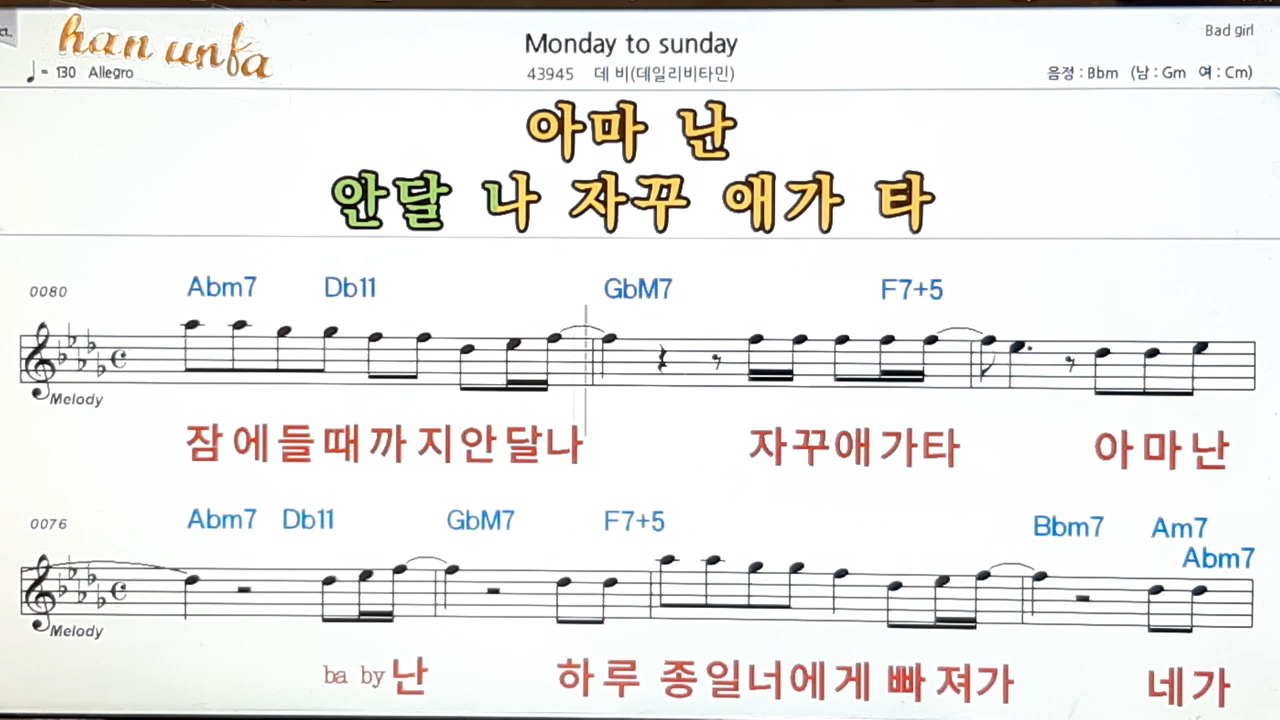 ct.
han unfa
Monday to sunday
Bad girl
♩= 130 Allegro
43945 데 비(데일리비타민)
음정 : Bbm (남 : Gm 여 : Cm)
아마 난
안달 나 자꾸 애가 타
0080
Abm7 Db11 GbM7 F7+5
Melody
잠에들때까지안달나 자꾸애가타 아마난
0076
Abm7 Db11 GbM7 F7+5 Bbm7 Am7
Abm7
Melody
ba by난 하루 종일너에게 빠져가 네가